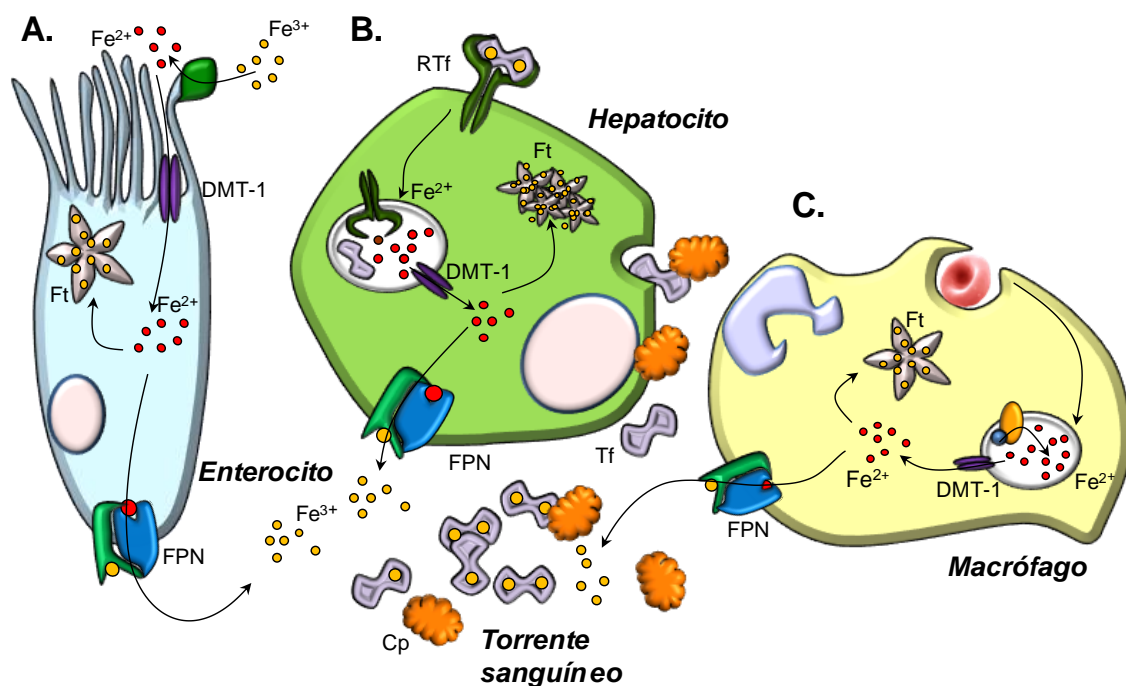 A.
Fe2+
Fe3+
DMT-1
Ft
Fe2+
Enterocito
FPN
B.
RTf
Hepatocito
Ft
Fe2+
DMT-1
FPN
Tf
Fe3+
Cp
Torrente
sanguíneo
C.
Ft
Fe2+
DMT-1
Fe2+
FPN
Macrófago